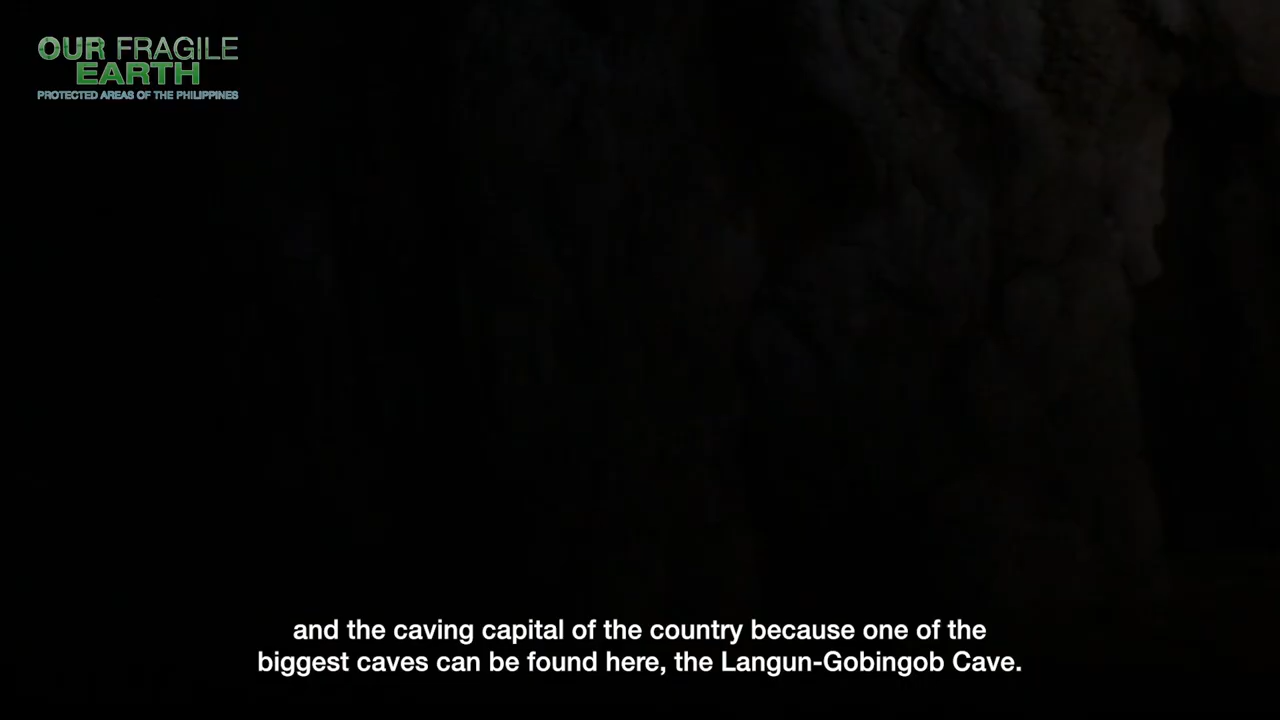 OUR FRAGILE
EARTH
PROTECTED AREAS OF THE PHILIPPINES
and the caving capital of the country because one of the
biggest caves can be found here, the Langun-Gobingob Cave.